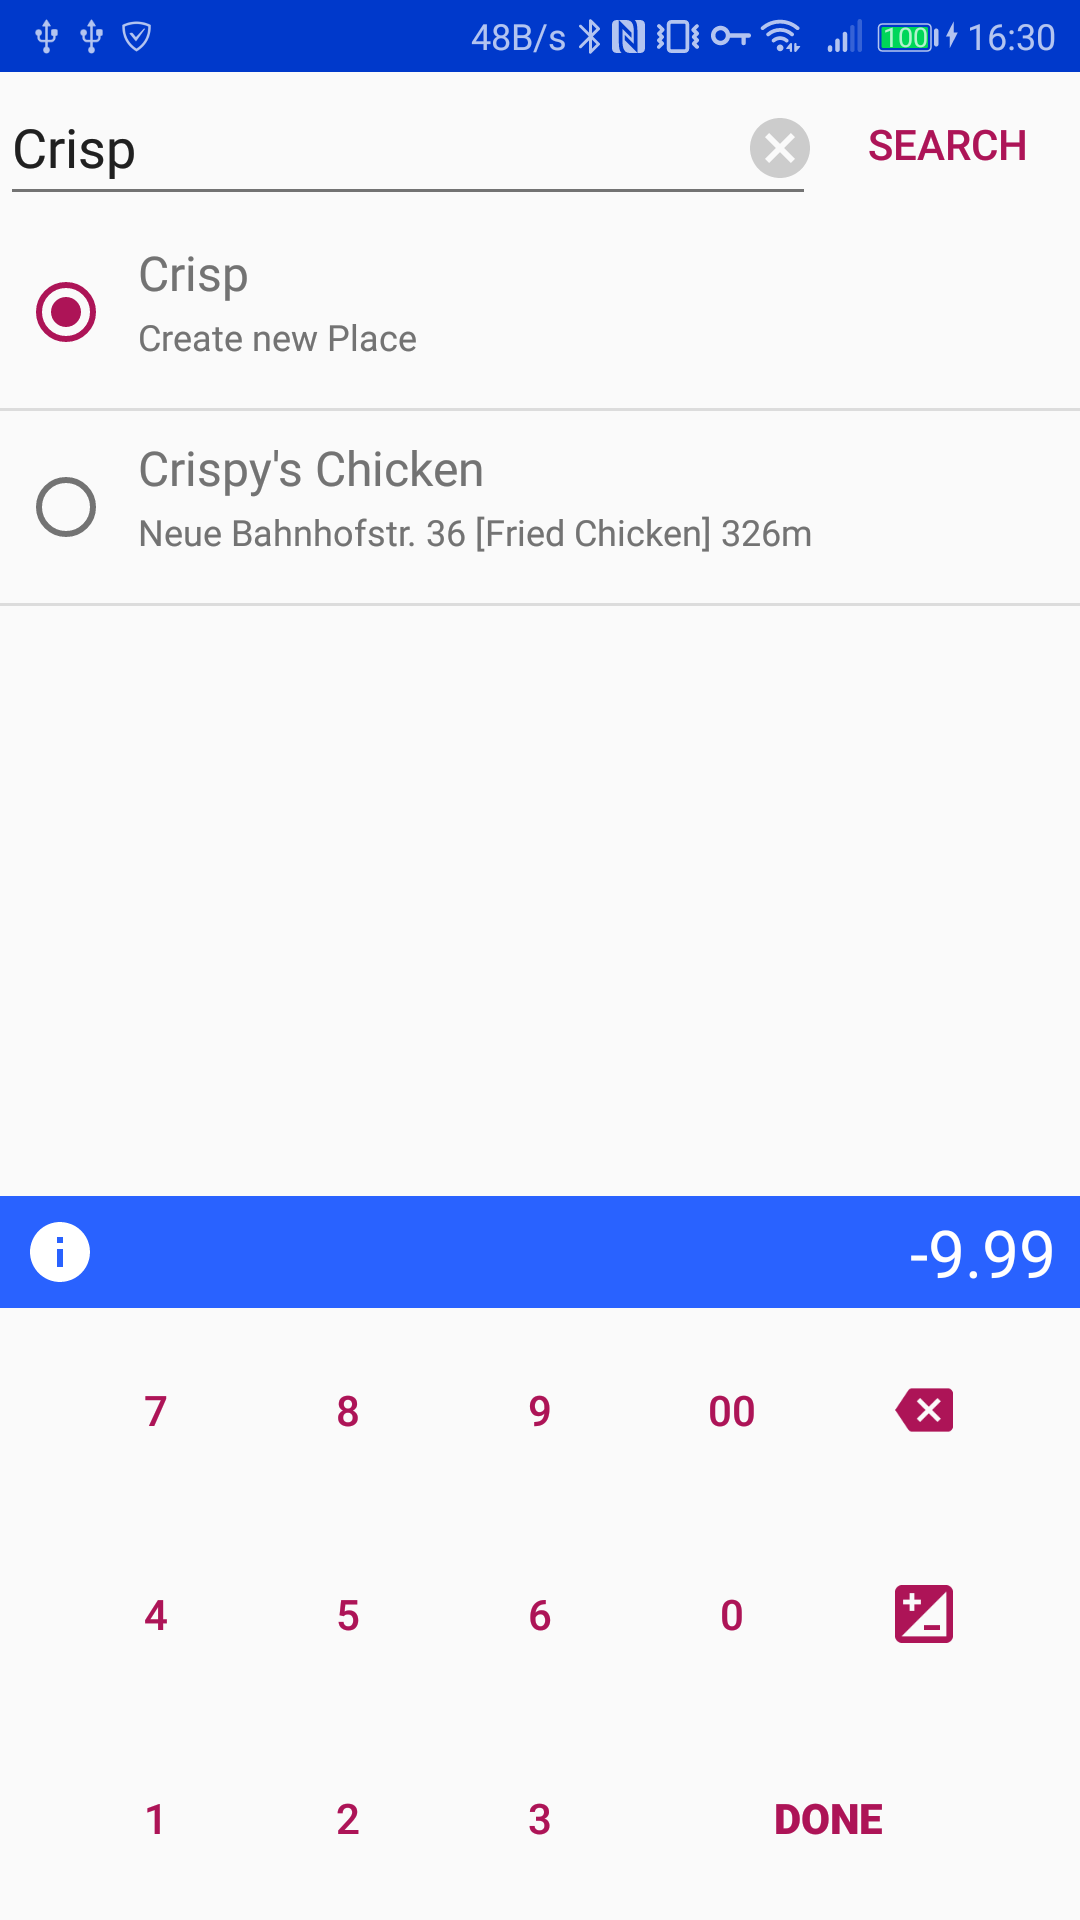 48B/s 100 16:30
Crisp SEARCH
Crisp
Create new Place
Crispy's Chicken
Neue Bahnhofstr. 36 [Fried Chicken] 326m
-9.99
7 8 9 00
4 5 6 0
1 2 3 DONE